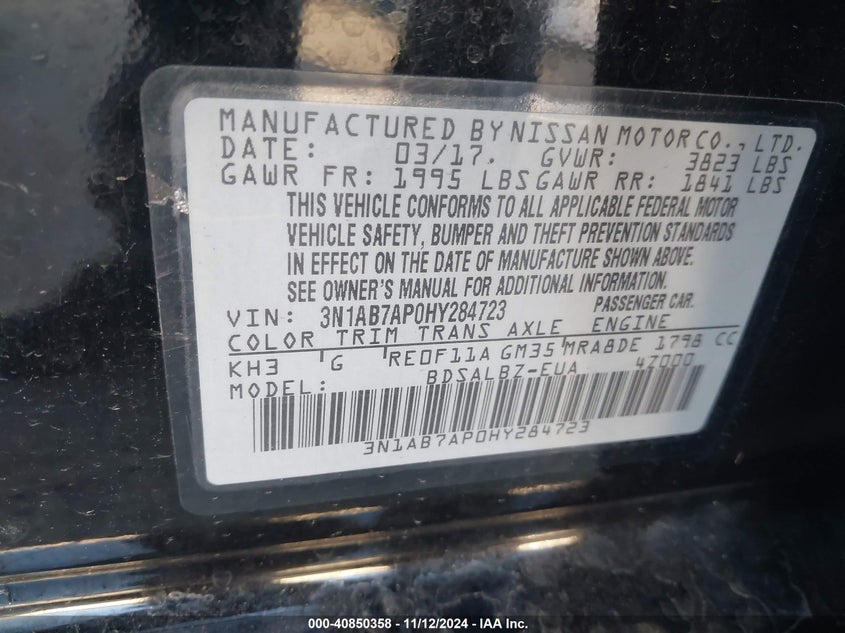 MANUFACTURED BY NISSAN MOTOR CO., LTD.
DATE: 03/17. GVWR: 3823 LBS
GAWR FR: 1995 LBS GAWR RR: 1841 LBS
THIS VEHICLE CONFORMS TO ALL APPLICABLE FEDERAL MOTOR
VEHICLE SAFETY, BUMPER AND THEFT PREVENTION STANDARDS
IN EFFECT ON THE DATE OF MANUFACTURE SHOWN ABOVE.
SEE OWNER'S MANUAL FOR ADDITIONAL INFORMATION.
VIN: 3N1AB7AP0HY284723 PASSENGER CAR.
COLOR TRIM TRANS AXLE ENGINE
KH3 G RE0F11A GM35 MRA8DE 1798 CC
MODEL: BDSALBZ-EUA 4Z000
3N1AB7AP0HY284723
000-40850358 - 11/12/2024 - IAA Inc.